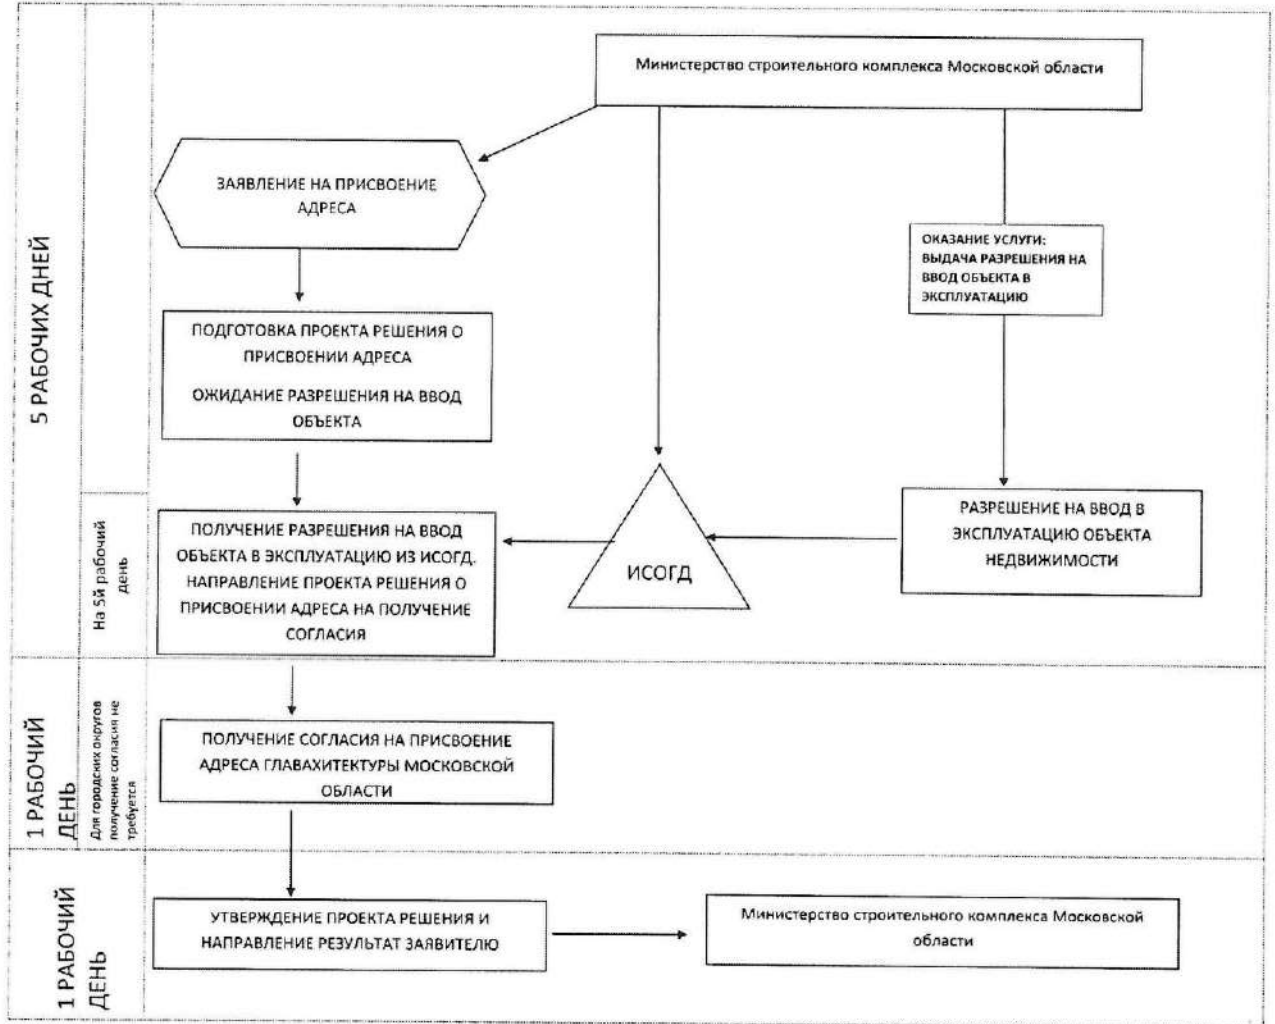 Министерство строительного комплекса Московской области
ЗАЯВЛЕНИЕ НА ПРИСВОЕНИЕ
АДРЕСА
ОКАЗАНИЕ УСЛУГИ:
ВЫДАЧА РАЗРЕШЕНИЯ НА
ВВОД ОБЪЕКТА В
ЭКСПЛУАТАЦИЮ
5 РАБОЧИХ ДНЕЙ
ПОДГОТОВКА ПРОЕКТА РЕШЕНИЯ О
ПРИСВОЕНИИ АДРЕСА
ОЖИДАНИЕ РАЗРЕШЕНИЯ НА ВВОД
ОБЪЕКТА
На 5й рабочий
день
ПОЛУЧЕНИЕ РАЗРЕШЕНИЯ НА ВВОД
ОБЪЕКТА В ЭКСПЛУАТАЦИЮ ИЗ ИСОГД.
НАПРАВЛЕНИЕ ПРОЕКТА РЕШЕНИЯ О
ПРИСВОЕНИИ АДРЕСА НА ПОЛУЧЕНИЕ
СОГЛАСИЯ
ИСОГД
РАЗРЕШЕНИЕ НА ВВОД В
ЭКСПЛУАТАЦИЮ ОБЪЕКТА
НЕДВИЖИМОСТИ
1 РАБОЧИЙ
ДЕНЬ
Для городских округов
получение согласия не
требуется
ПОЛУЧЕНИЕ СОГЛАСИЯ НА ПРИСВОЕНИЕ
АДРЕСА ГЛАВАХИТЕКТУРЫ МОСКОВСКОЙ
ОБЛАСТИ
1 РАБОЧИЙ
ДЕНЬ
УТВЕРЖДЕНИЕ ПРОЕКТА РЕШЕНИЯ И
НАПРАВЛЕНИЕ РЕЗУЛЬТАТ ЗАЯВИТЕЛЮ
Министерство строительного комплекса Московской
области